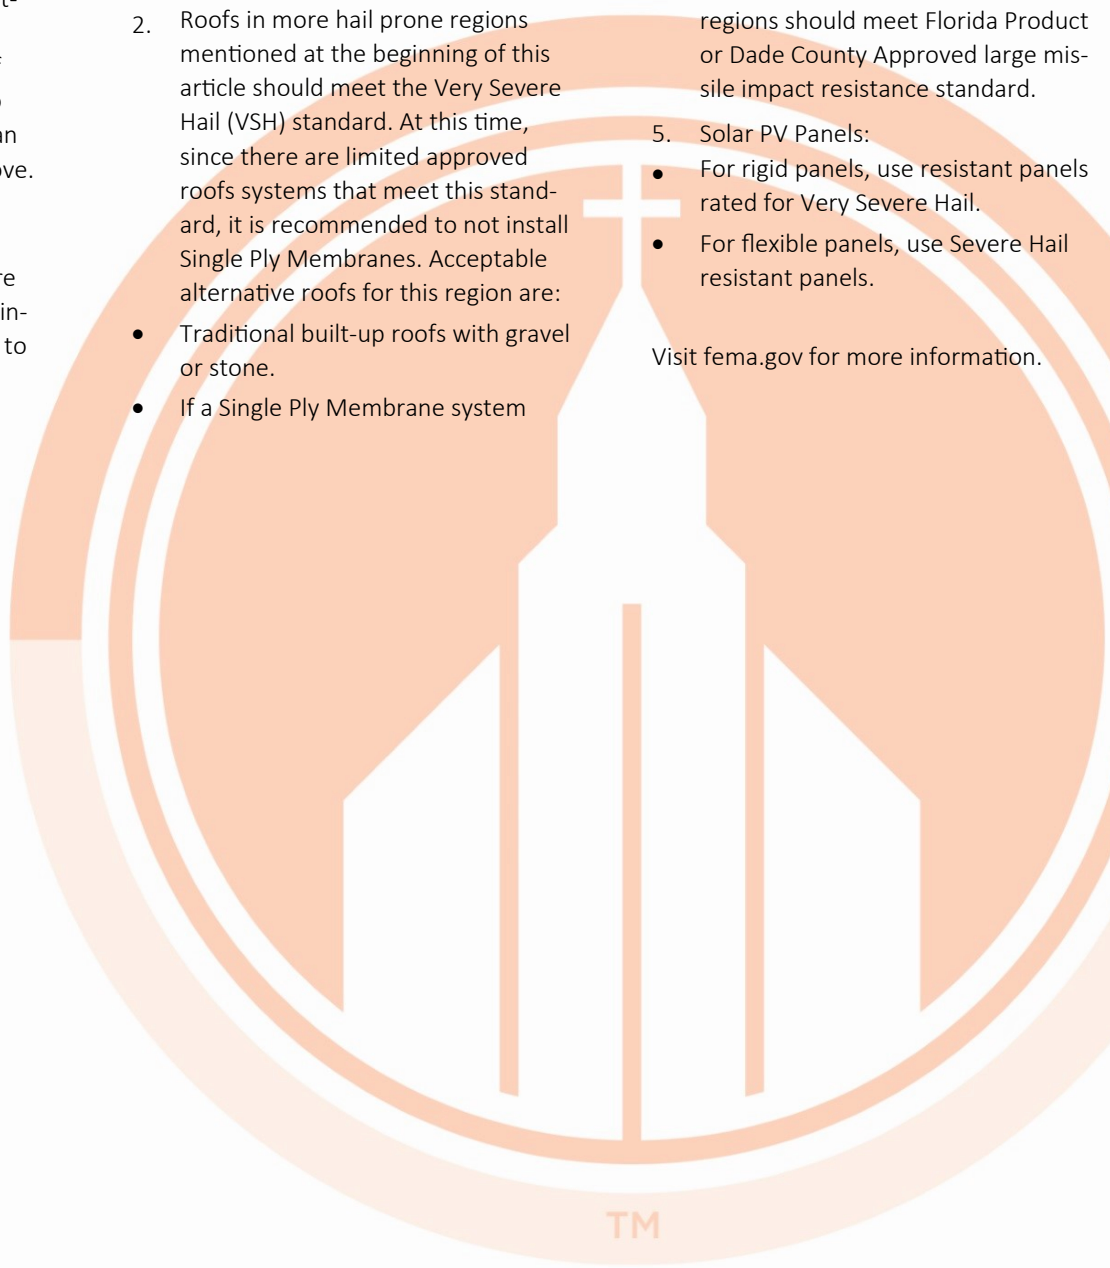 t-
an
ove.
re
in-
to
2. Roofs in more hail prone regions
mentioned at the beginning of this
article should meet the Very Severe
Hail (VSH) standard. At this time,
since there are limited approved
roofs systems that meet this stand-
ard, it is recommended to not install
Single Ply Membranes. Acceptable
alternative roofs for this region are:
• Traditional built-up roofs with gravel
or stone.
• If a Single Ply Membrane system
regions should meet Florida Product
or Dade County Approved large mis-
sile impact resistance standard.
5. Solar PV Panels:
• For rigid panels, use resistant panels
rated for Very Severe Hail.
• For flexible panels, use Severe Hail
resistant panels.
Visit fema.gov for more information.
TM